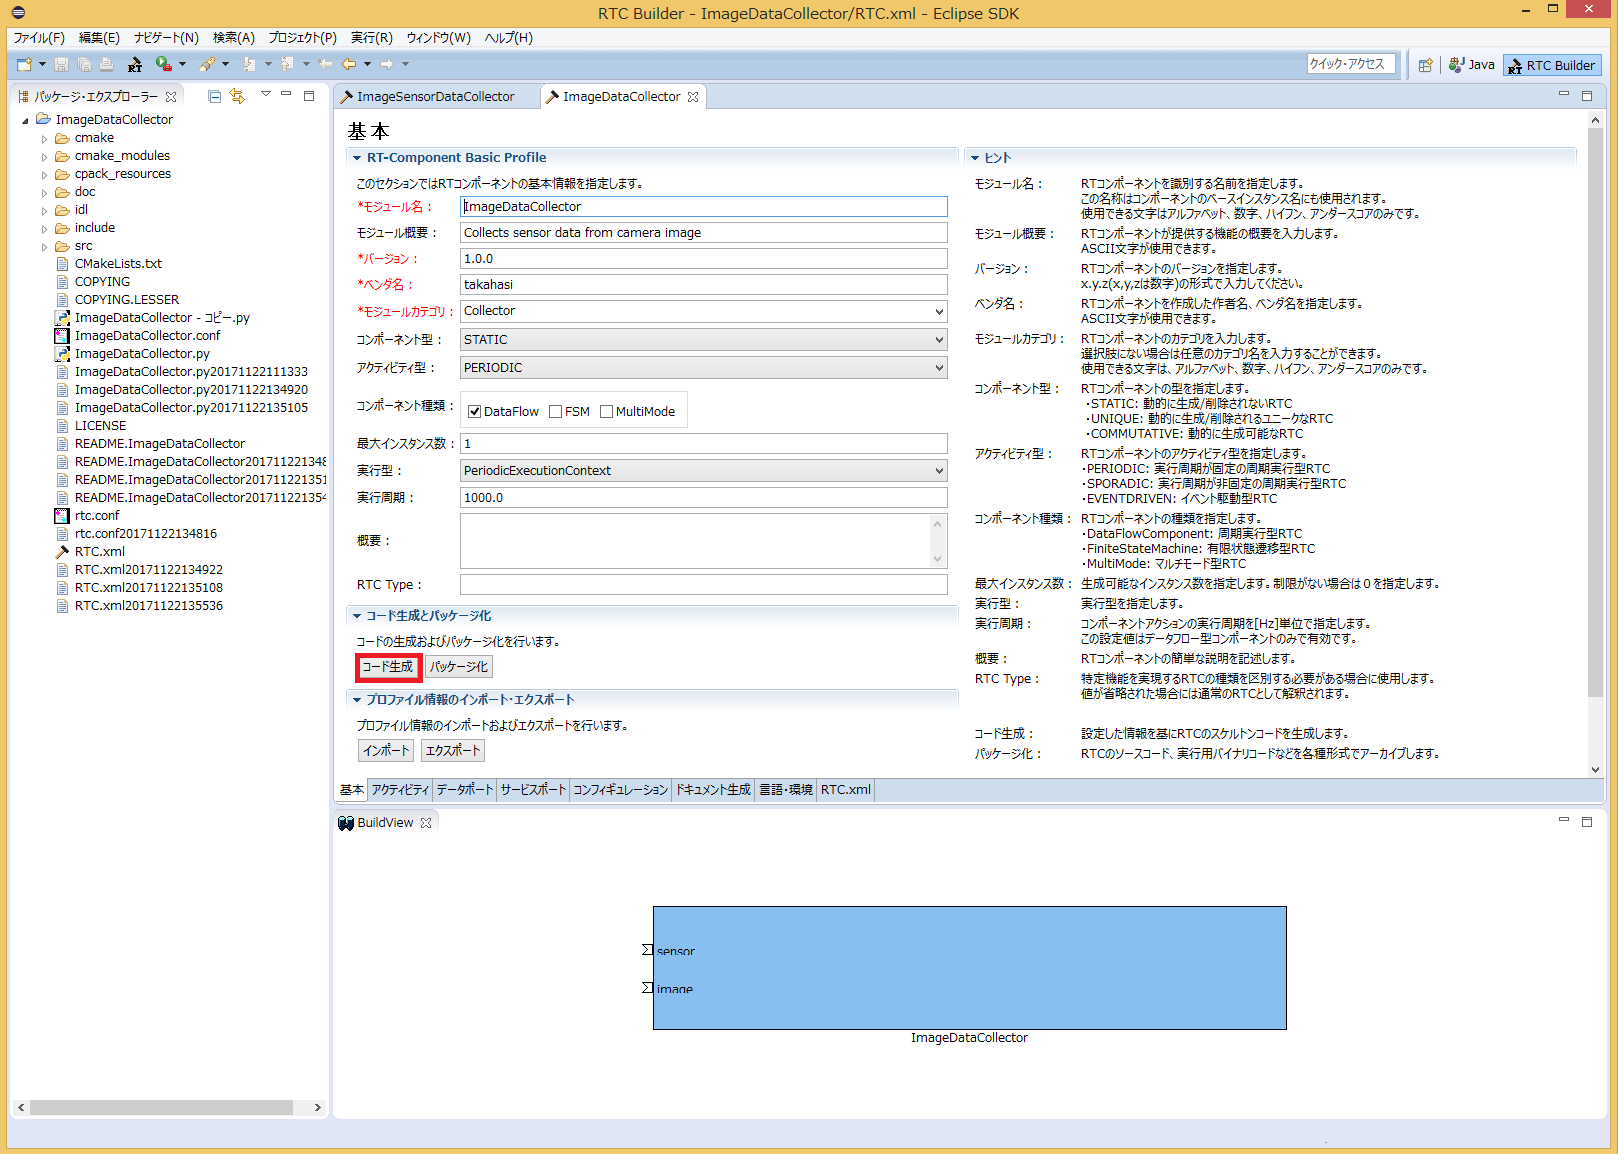 RTC Builder - ImageDataCollector/RTC.xml - Eclipse SDK
ファイル(F) 編集(E) ナビゲート(N) 検索(A) プロジェクト(P) 実行(R) ウィンドウ(W) ヘルプ(H)
クイック・アクセス Java RTC Builder
パッケージ・エクスプローラー
ImageDataCollector
cmake
cmake_modules
cpack_resources
doc
idl
include
src
CMakeLists.txt
COPYING
COPYING.LESSER
ImageDataCollector - コピー.py
ImageDataCollector.conf
ImageDataCollector.py
ImageDataCollector.py20171122111333
ImageDataCollector.py20171122134920
ImageDataCollector.py20171122135105
LICENSE
README.ImageDataCollector
README.ImageDataCollector201711221348
README.ImageDataCollector201711221351
README.ImageDataCollector201711221354
rtc.conf
rtc.conf20171122134816
RTC.xml
RTC.xml20171122134922
RTC.xml20171122135108
RTC.xml20171122135536
ImageSensorDataCollector ImageDataCollector
基本
RT-Component Basic Profile
このセクションではRTコンポーネントの基本情報を指定します。
*モジュール名： ImageDataCollector
モジュール概要： Collects sensor data from camera image
*バージョン： 1.0.0
*ベンダ名： takahasi
*モジュールカテゴリ： Collector
コンポーネント型： STATIC
アクティビティ型： PERIODIC
コンポーネント種類： DataFlow FSM MultiMode
最大インスタンス数： 1
実行型： PeriodicExecutionContext
実行周期： 1000.0
概要：
RTC Type：
コード生成とパッケージ化
コードの生成およびパッケージ化を行います。
コード生成 パッケージ化
プロファイル情報のインポート・エクスポート
プロファイル情報のインポートおよびエクスポートを行います。
インポート エクスポート
ヒント
モジュール名： RTコンポーネントを識別する名前を指定します。
この名称はコンポーネントのベースインスタンス名にも使用されます。
使用できる文字はアルファベット、数字、ハイフン、アンダースコアのみです。
モジュール概要： RTコンポーネントが提供する機能の概要を入力します。
ASCII文字が使用できます。
バージョン： RTコンポーネントのバージョンを指定します。
x.y.z(x,y,zは数字)の形式で入力してください。
ベンダ名： RTコンポーネントを作成した作者名、ベンダ名を指定します。
ASCII文字が使用できます。
モジュールカテゴリ： RTコンポーネントのカテゴリを入力します。
選択肢にない場合は任意のカテゴリ名を入力することができます。
使用できる文字は、アルファベット、数字、ハイフン、アンダースコアのみです。
コンポーネント型： RTコンポーネントの型を指定します。
・STATIC: 動的に生成/削除されないRTC
・UNIQUE: 動的に生成/削除されるユニークなRTC
・COMMUTATIVE: 動的に生成可能なRTC
アクティビティ型： RTコンポーネントのアクティビティ型を指定します。
・PERIODIC: 実行周期が固定の周期実行型RTC
・SPORADIC: 実行周期が非固定の周期実行型RTC
・EVENTDRIVEN: イベント駆動型RTC
コンポーネント種類： RTコンポーネントの種類を指定します。
・DataFlowComponent: 周期実行型RTC
・FiniteStateMachine: 有限状態遷移型RTC
・MultiMode: マルチモード型RTC
最大インスタンス数： 生成可能なインスタンス数を指定します。制限がない場合は０を指定します。
実行型： 実行型を指定します。
実行周期： コンポーネントアクションの実行周期を[Hz]単位で指定します。
この設定値はデータフロー型コンポーネントのみで有効です。
概要： RTコンポーネントの簡単な説明を記述します。
RTC Type： 特定機能を実現するRTCの種類を区別する必要がある場合に使用します。
値が省略された場合には通常のRTCとして解釈されます。
コード生成： 設定した情報を基にRTCのスケルトンコードを生成します。
パッケージ化： RTCのソースコード、実行用バイナリコードなどを各種形式でアーカイブします。
基本 アクティビティ データポート サービスポート コンフィギュレーション ドキュメント生成 言語・環境 RTC.xml
BuildView
sensor
image
ImageDataCollector